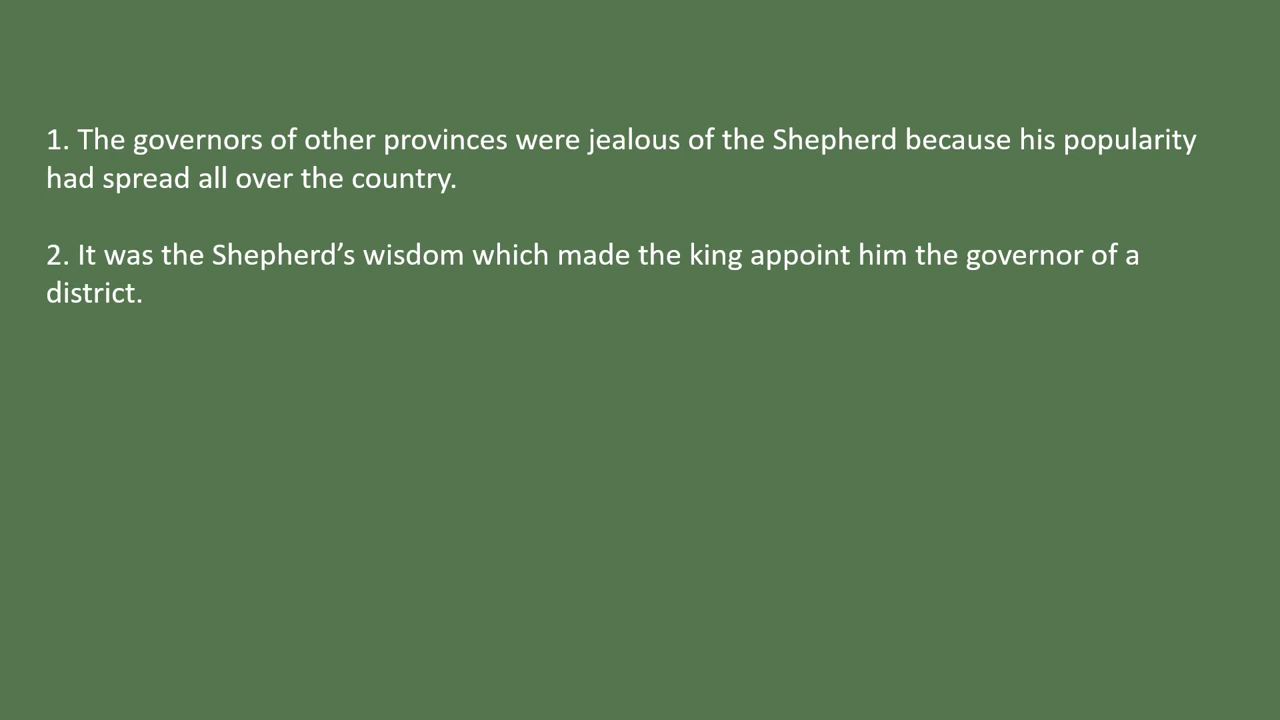 1. The governors of other provinces were jealous of the Shepherd because his popularity
had spread all over the country.
2. It was the Shepherd’s wisdom which made the king appoint him the governor of a
district.